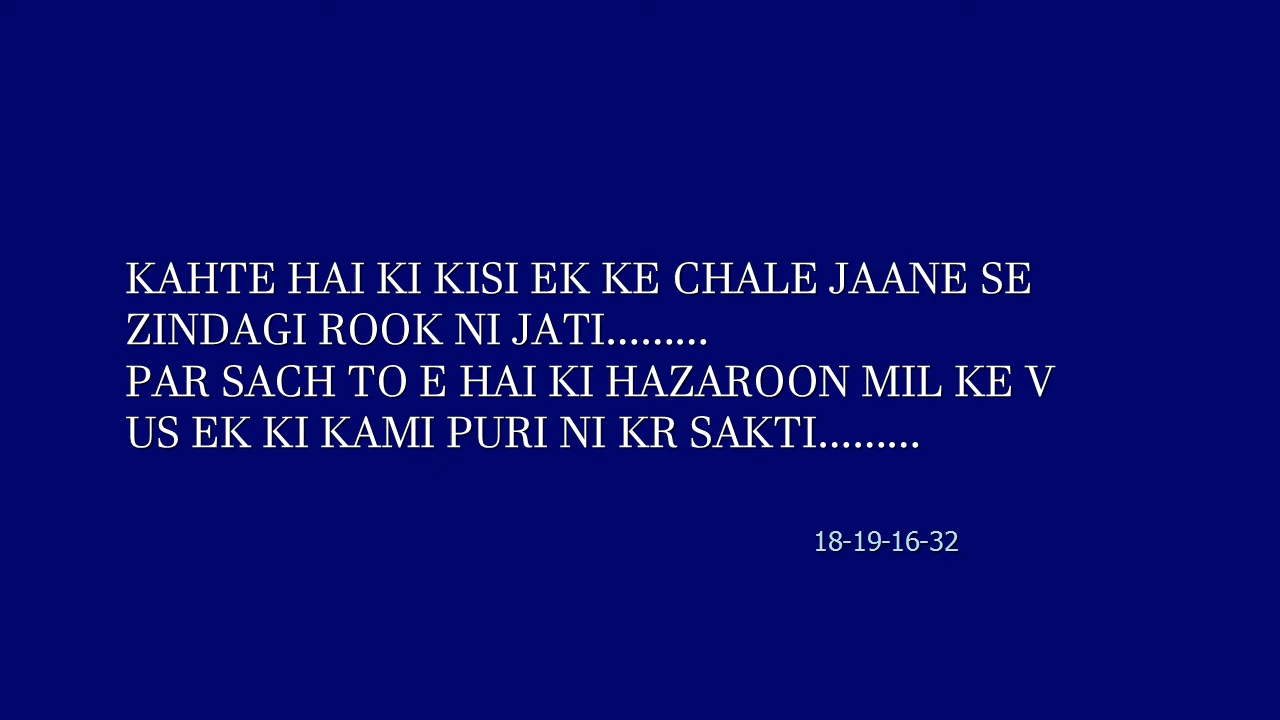 KAHTE HAI KI KISI EK KE CHALE JAANE SE
ZINDAGI ROOK NI JATI.........
PAR SACH TO E HAI KI HAZAROON MIL KE V
US EK KI KAMI PURI NI KR SAKTI.........
18-19-16-32